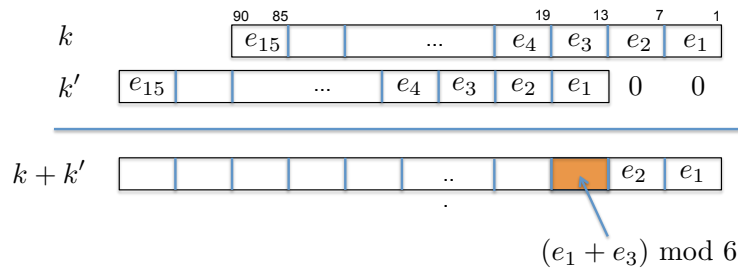 90 85 19 13 7 1
k e₁₅ ... e₄ e₃ e₂ e₁
k′ e₁₅ ... e₄ e₃ e₂ e₁ 0 0
k + k′ .. e₂ e₁
.
(e₁ + e₃) mod 6